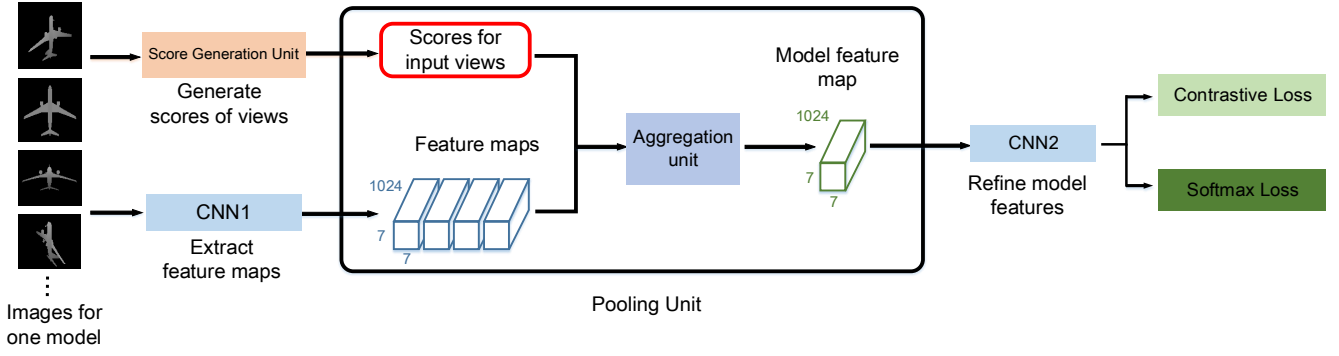 Score Generation Unit
Generate
scores of views
Scores for
input views
Model feature
map
1024
7
7
Feature maps
1024
7
7
Aggregation
unit
CNN1
Extract
feature maps
CNN2
Refine model
features
Contrastive Loss
Softmax Loss
Pooling Unit
Images for
one model